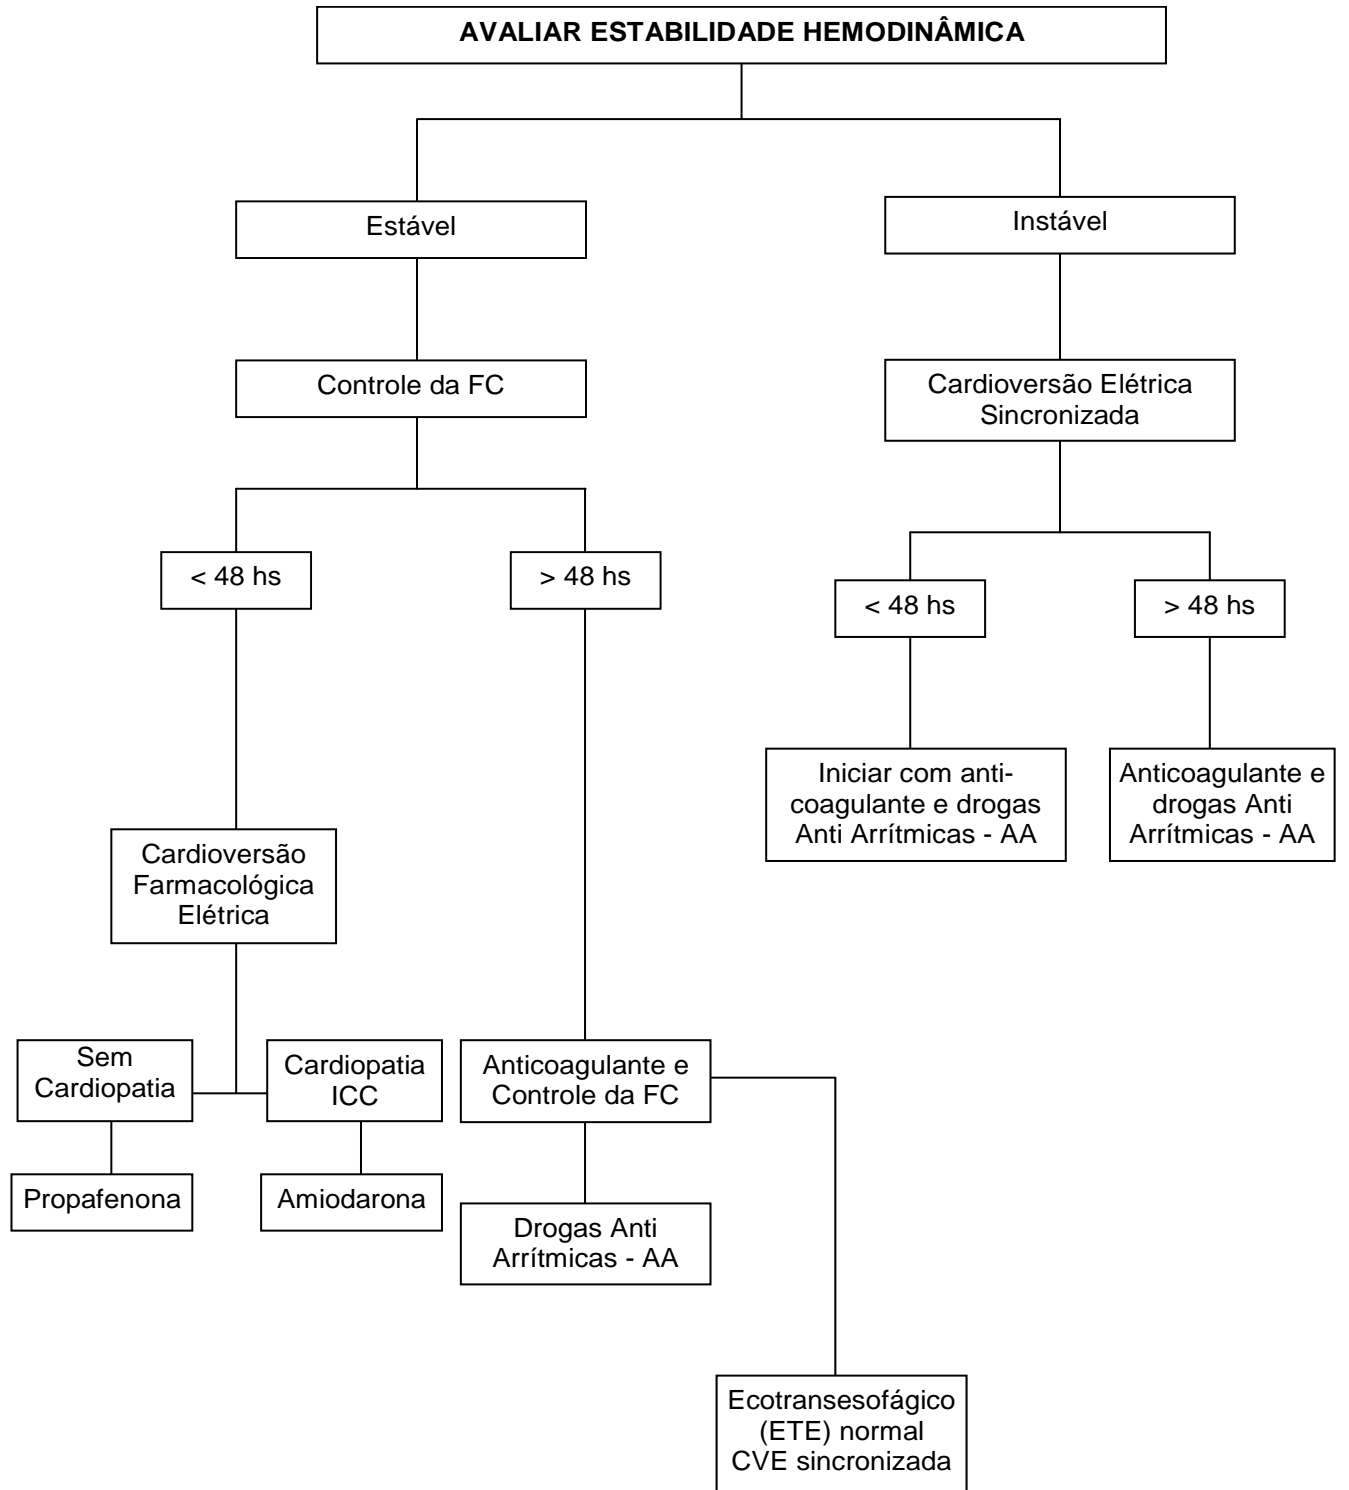 AVALIAR ESTABILIDADE HEMODINÂMICA
Estável
Instável
Controle da FC
Cardioversão Elétrica
Sincronizada
< 48 hs
> 48 hs
< 48 hs
> 48 hs
Iniciar com anti-
coagulante e drogas
Anti Arrítmicas - AA
Anticoagulante e
drogas Anti
Arrítmicas - AA
Cardioversão
Farmacológica
Elétrica
Sem
Cardiopatia
Cardiopatia
ICC
Anticoagulante e
Controle da FC
Propafenona
Amiodarona
Drogas Anti
Arrítmicas - AA
Ecotransesofágico
(ETE) normal
CVE sincronizada